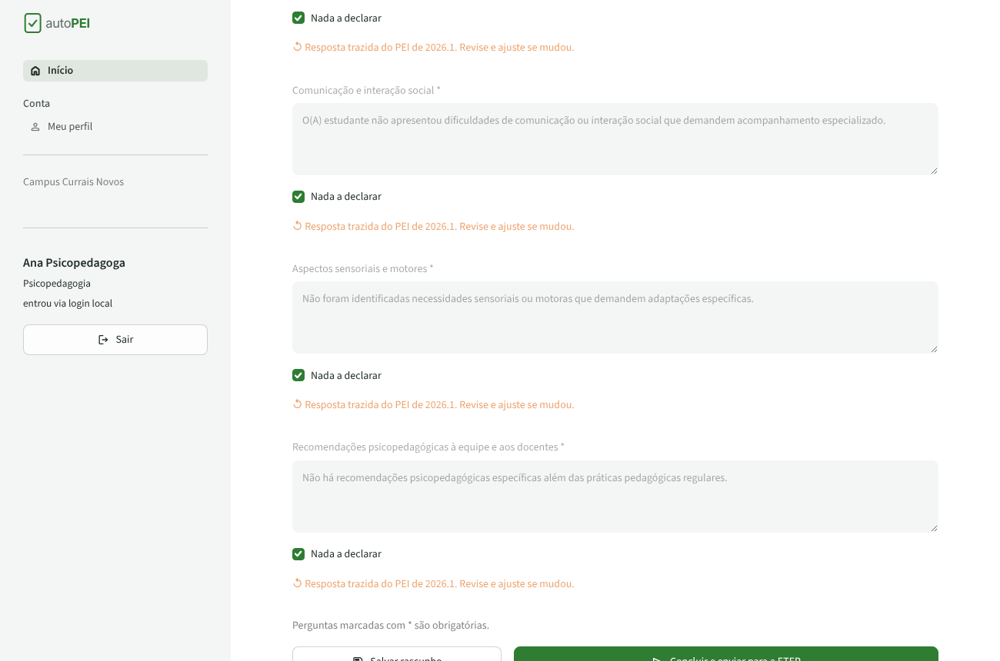 autoPEI
Início
Conta
Meu perfil
Campus Currais Novos
Ana Psicopedagoga
Psicopedagogia
entrou via login local
Sair
Nada a declarar
Resposta trazida do PEI de 2026.1. Revise e ajuste se mudou.
Comunicação e interação social *
O(A) estudante não apresentou dificuldades de comunicação ou interação social que demandem acompanhamento especializado.
Nada a declarar
Resposta trazida do PEI de 2026.1. Revise e ajuste se mudou.
Aspectos sensoriais e motores *
Não foram identificadas necessidades sensoriais ou motoras que demandem adaptações específicas.
Nada a declarar
Resposta trazida do PEI de 2026.1. Revise e ajuste se mudou.
Recomendações psicopedagógicas à equipe e aos docentes *
Não há recomendações psicopedagógicas específicas além das práticas pedagógicas regulares.
Nada a declarar
Resposta trazida do PEI de 2026.1. Revise e ajuste se mudou.
Perguntas marcadas com * são obrigatórias.
Salvar rascunho
Concluir e enviar para a ETEP